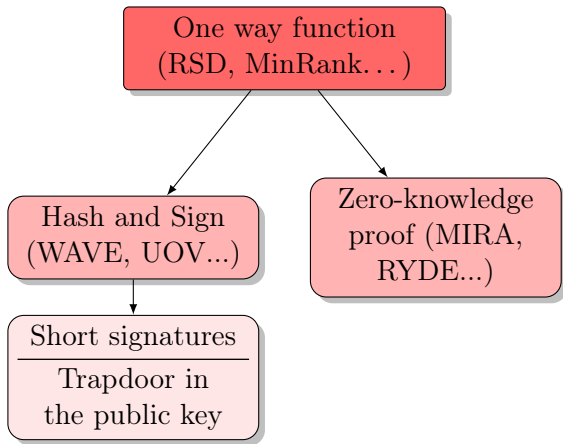 One way function
(RSD, MinRank...)
Hash and Sign
(WAVE, UOV...)
Zero-knowledge
proof (MIRA,
RYDE...)
Short signatures
Trapdoor in
the public key